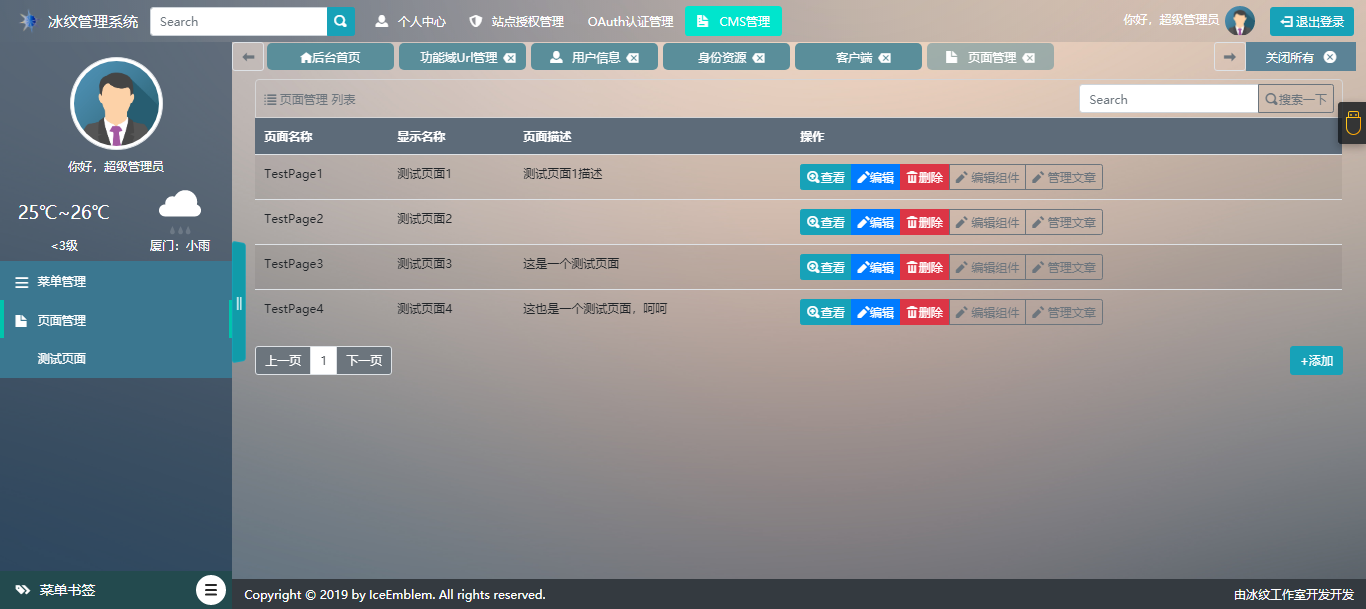 冰纹管理系统 Search 个人中心 站点授权管理 OAuth认证管理 CMS管理 你好，超级管理员 退出登录
后台首页 功能域Url管理 用户信息 身份资源 客户端 页面管理 关闭所有
你好，超级管理员
25℃~26℃
<3级 厦门：小雨
菜单管理
页面管理
测试页面
菜单书签
页面管理 列表 Search 搜索一下
页面名称 显示名称 页面描述 操作
TestPage1 测试页面1 测试页面1描述 查看 编辑 删除 编辑组件 管理文章
TestPage2 测试页面2 查看 编辑 删除 编辑组件 管理文章
TestPage3 测试页面3 这是一个测试页面 查看 编辑 删除 编辑组件 管理文章
TestPage4 测试页面4 这也是一个测试页面，呵呵 查看 编辑 删除 编辑组件 管理文章
上一页 1 下一页 +添加
Copyright © 2019 by IceEmblem. All rights reserved. 由冰纹工作室开发开发